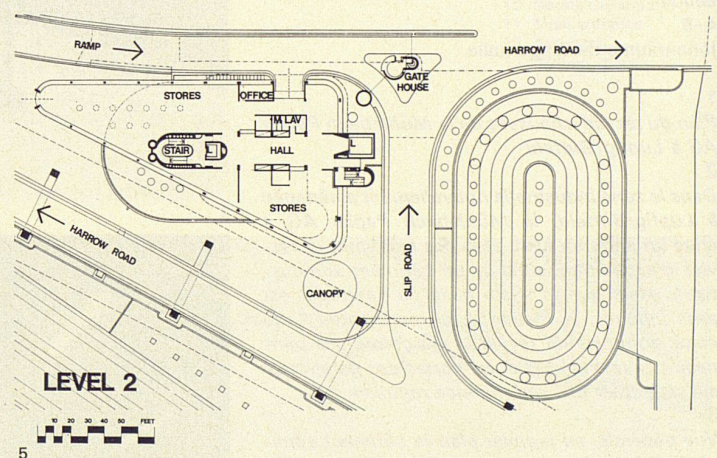 RAMP
HARROW ROAD
GATE
HOUSE
STORES
OFFICE
M LAV
STAIR
HALL
L
STORES
HARROW ROAD
SLIP ROAD
CANOPY
LEVEL 2
10 20 30 40 50 FEET
5